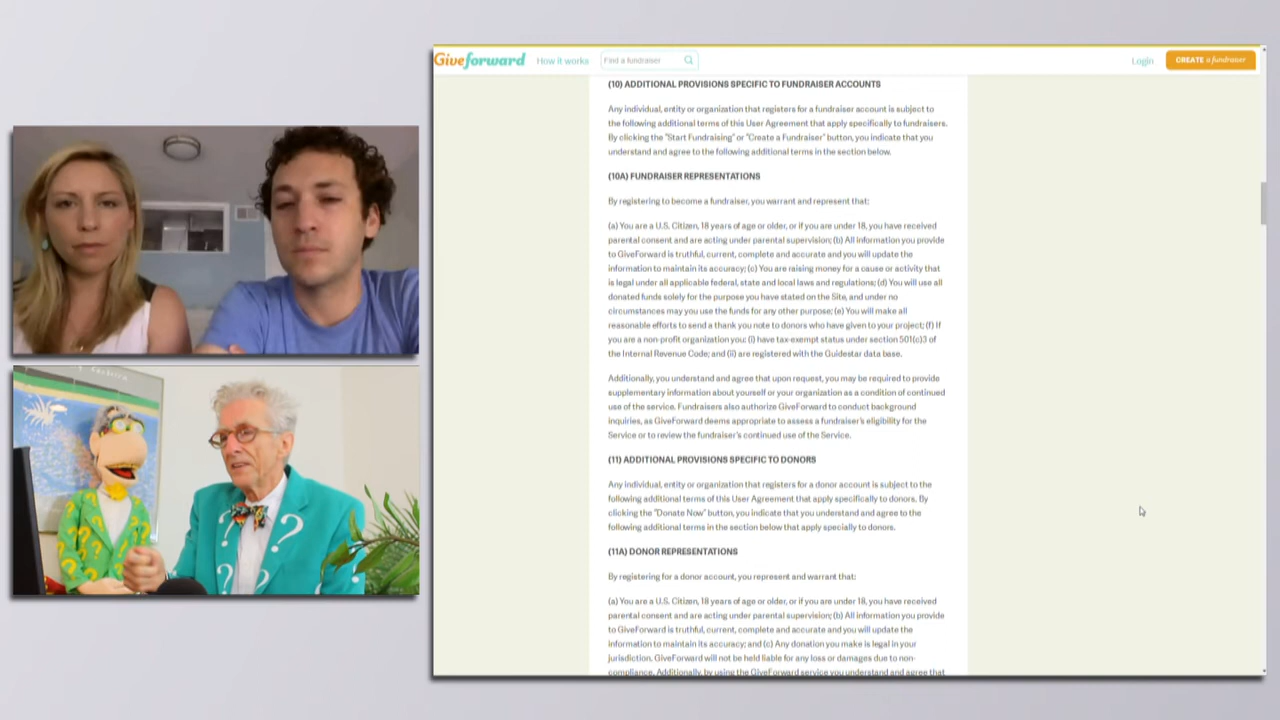 Giveforward
How it works
Find a fundraiser
Login
CREATE a fundraiser
(10) ADDITIONAL PROVISIONS SPECIFIC TO FUNDRAISER ACCOUNTS
Any individual, entity or organization that registers for a fundraiser account is subject to
the following additional terms of this User Agreement that apply specifically to fundraisers.
By clicking the "Start Fundraising" or "Create a Fundraiser" button, you indicate that you
understand and agree to the following additional terms in the section below.
(10A) FUNDRAISER REPRESENTATIONS
By registering to become a fundraiser, you warrant and represent that:
(a) You are a U.S. Citizen, 18 years of age or older, or if you are under 18, you have received
parental consent and are acting under parental supervision; (b) All information you provide
to GiveForward is truthful, current, complete and accurate and you will update the
information to maintain its accuracy; (c) You are raising money for a cause or activity that
is legal under all applicable federal, state and local laws and regulations; (d) You will use all
donated funds solely for the purpose you have stated on the Site, and under no
circumstances may you use the funds for any other purpose; (e) You will make all
reasonable efforts to send a thank you note to donors who have given to your project; (f) If
you are a non-profit organization you: (i) have tax-exempt status under section 501(c)3 of
the Internal Revenue Code; and (ii) are registered with the Guidestar data base.
Additionally, you understand and agree that upon request, you may be required to provide
supplementary information about yourself or your organization as a condition of continued
use of the service. Fundraisers also authorize GiveForward to conduct background
inquiries, as GiveForward deems appropriate to assess a fundraiser's eligibility for the
Service or to review the fundraiser's continued use of the Service.
(11) ADDITIONAL PROVISIONS SPECIFIC TO DONORS
Any individual, entity or organization that registers for a donor account is subject to the
following additional terms of this User Agreement that apply specifically to donors. By
clicking the "Donate Now" button, you indicate that you understand and agree to the
following additional terms in the section below that apply specially to donors.
(11A) DONOR REPRESENTATIONS
By registering for a donor account, you represent and warrant that:
(a) You are a U.S. Citizen, 18 years of age or older, or if you are under 18, you have received
parental consent and are acting under parental supervision; (b) All information you provide
to GiveForward is truthful, current, complete and accurate and you will update the
information to maintain its accuracy; and (c) Any donation you make is legal in your
jurisdiction. GiveForward will not be held liable for any loss or damages due to non-
compliance. Additionally, by using the GiveForward service you understand and agree that